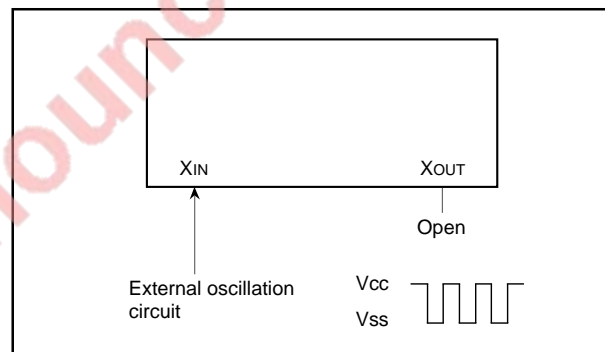 XIN XOUT
Open
External oscillation
circuit
Vcc
Vss